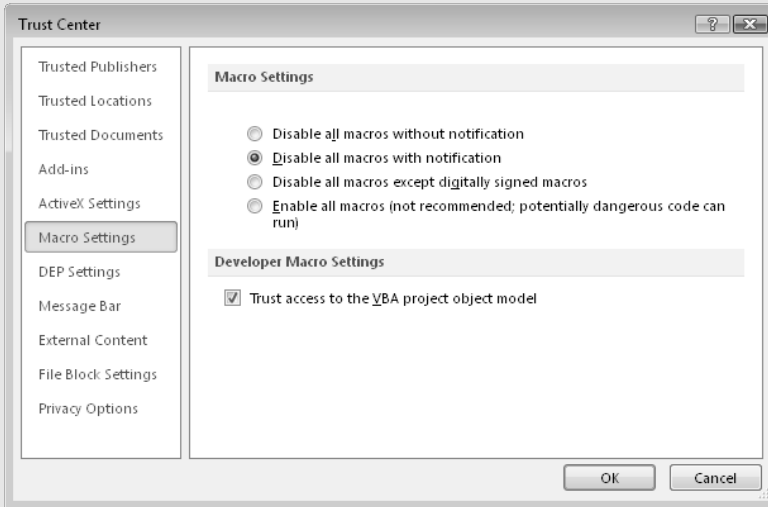 Trust Center
Trusted Publishers
Trusted Locations
Trusted Documents
Add-ins
ActiveX Settings
Macro Settings
DEP Settings
Message Bar
External Content
File Block Settings
Privacy Options
Macro Settings
Disable all macros without notification
Disable all macros with notification
Disable all macros except digitally signed macros
Enable all macros (not recommended; potentially dangerous code can
run)
Developer Macro Settings
Trust access to the VBA project object model
OK
Cancel